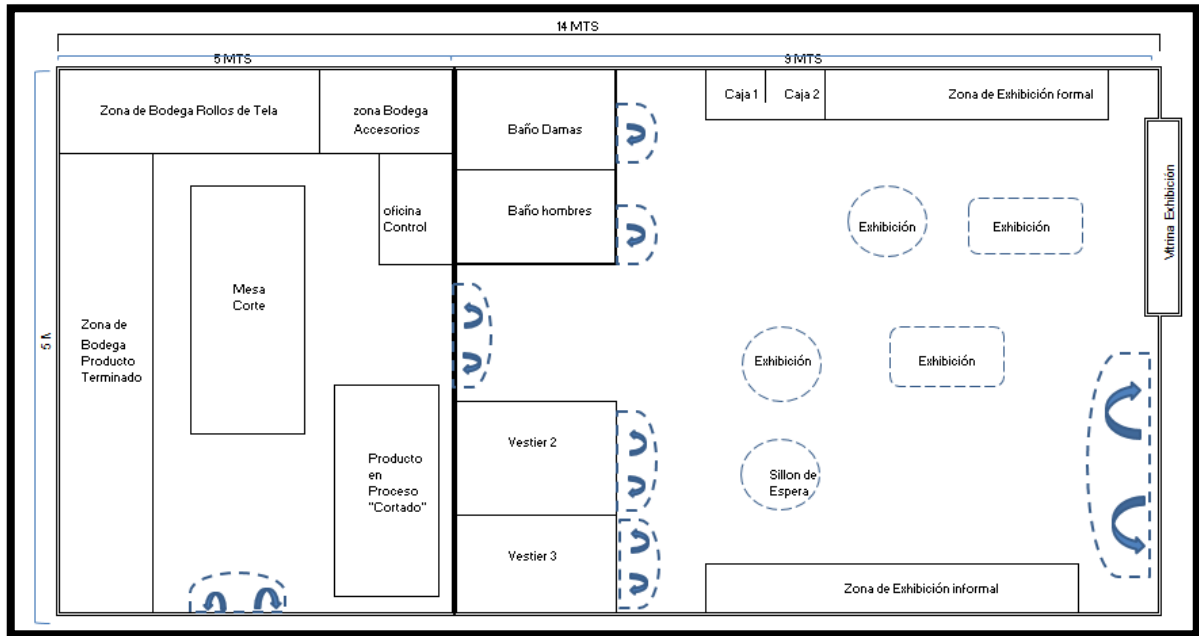 14 MTS
5 MTS
9 MTS
Zona de Bodega Rollos de Tela
zona Bodega
Accesorios
Baño Damas
Caja 1
Caja 2
Zona de Exhibición formal
Baño hombres
oficina
Control
Exhibición
Exhibición
Vitrina Exhibición
Mesa
Corte
Zona de
Bodega
Producto
Terminado
5 M
Exhibición
Exhibición
Vestier 2
Producto
en
Proceso
"Cortado"
Sillon de
Espera
Vestier 3
Zona de Exhibición informal